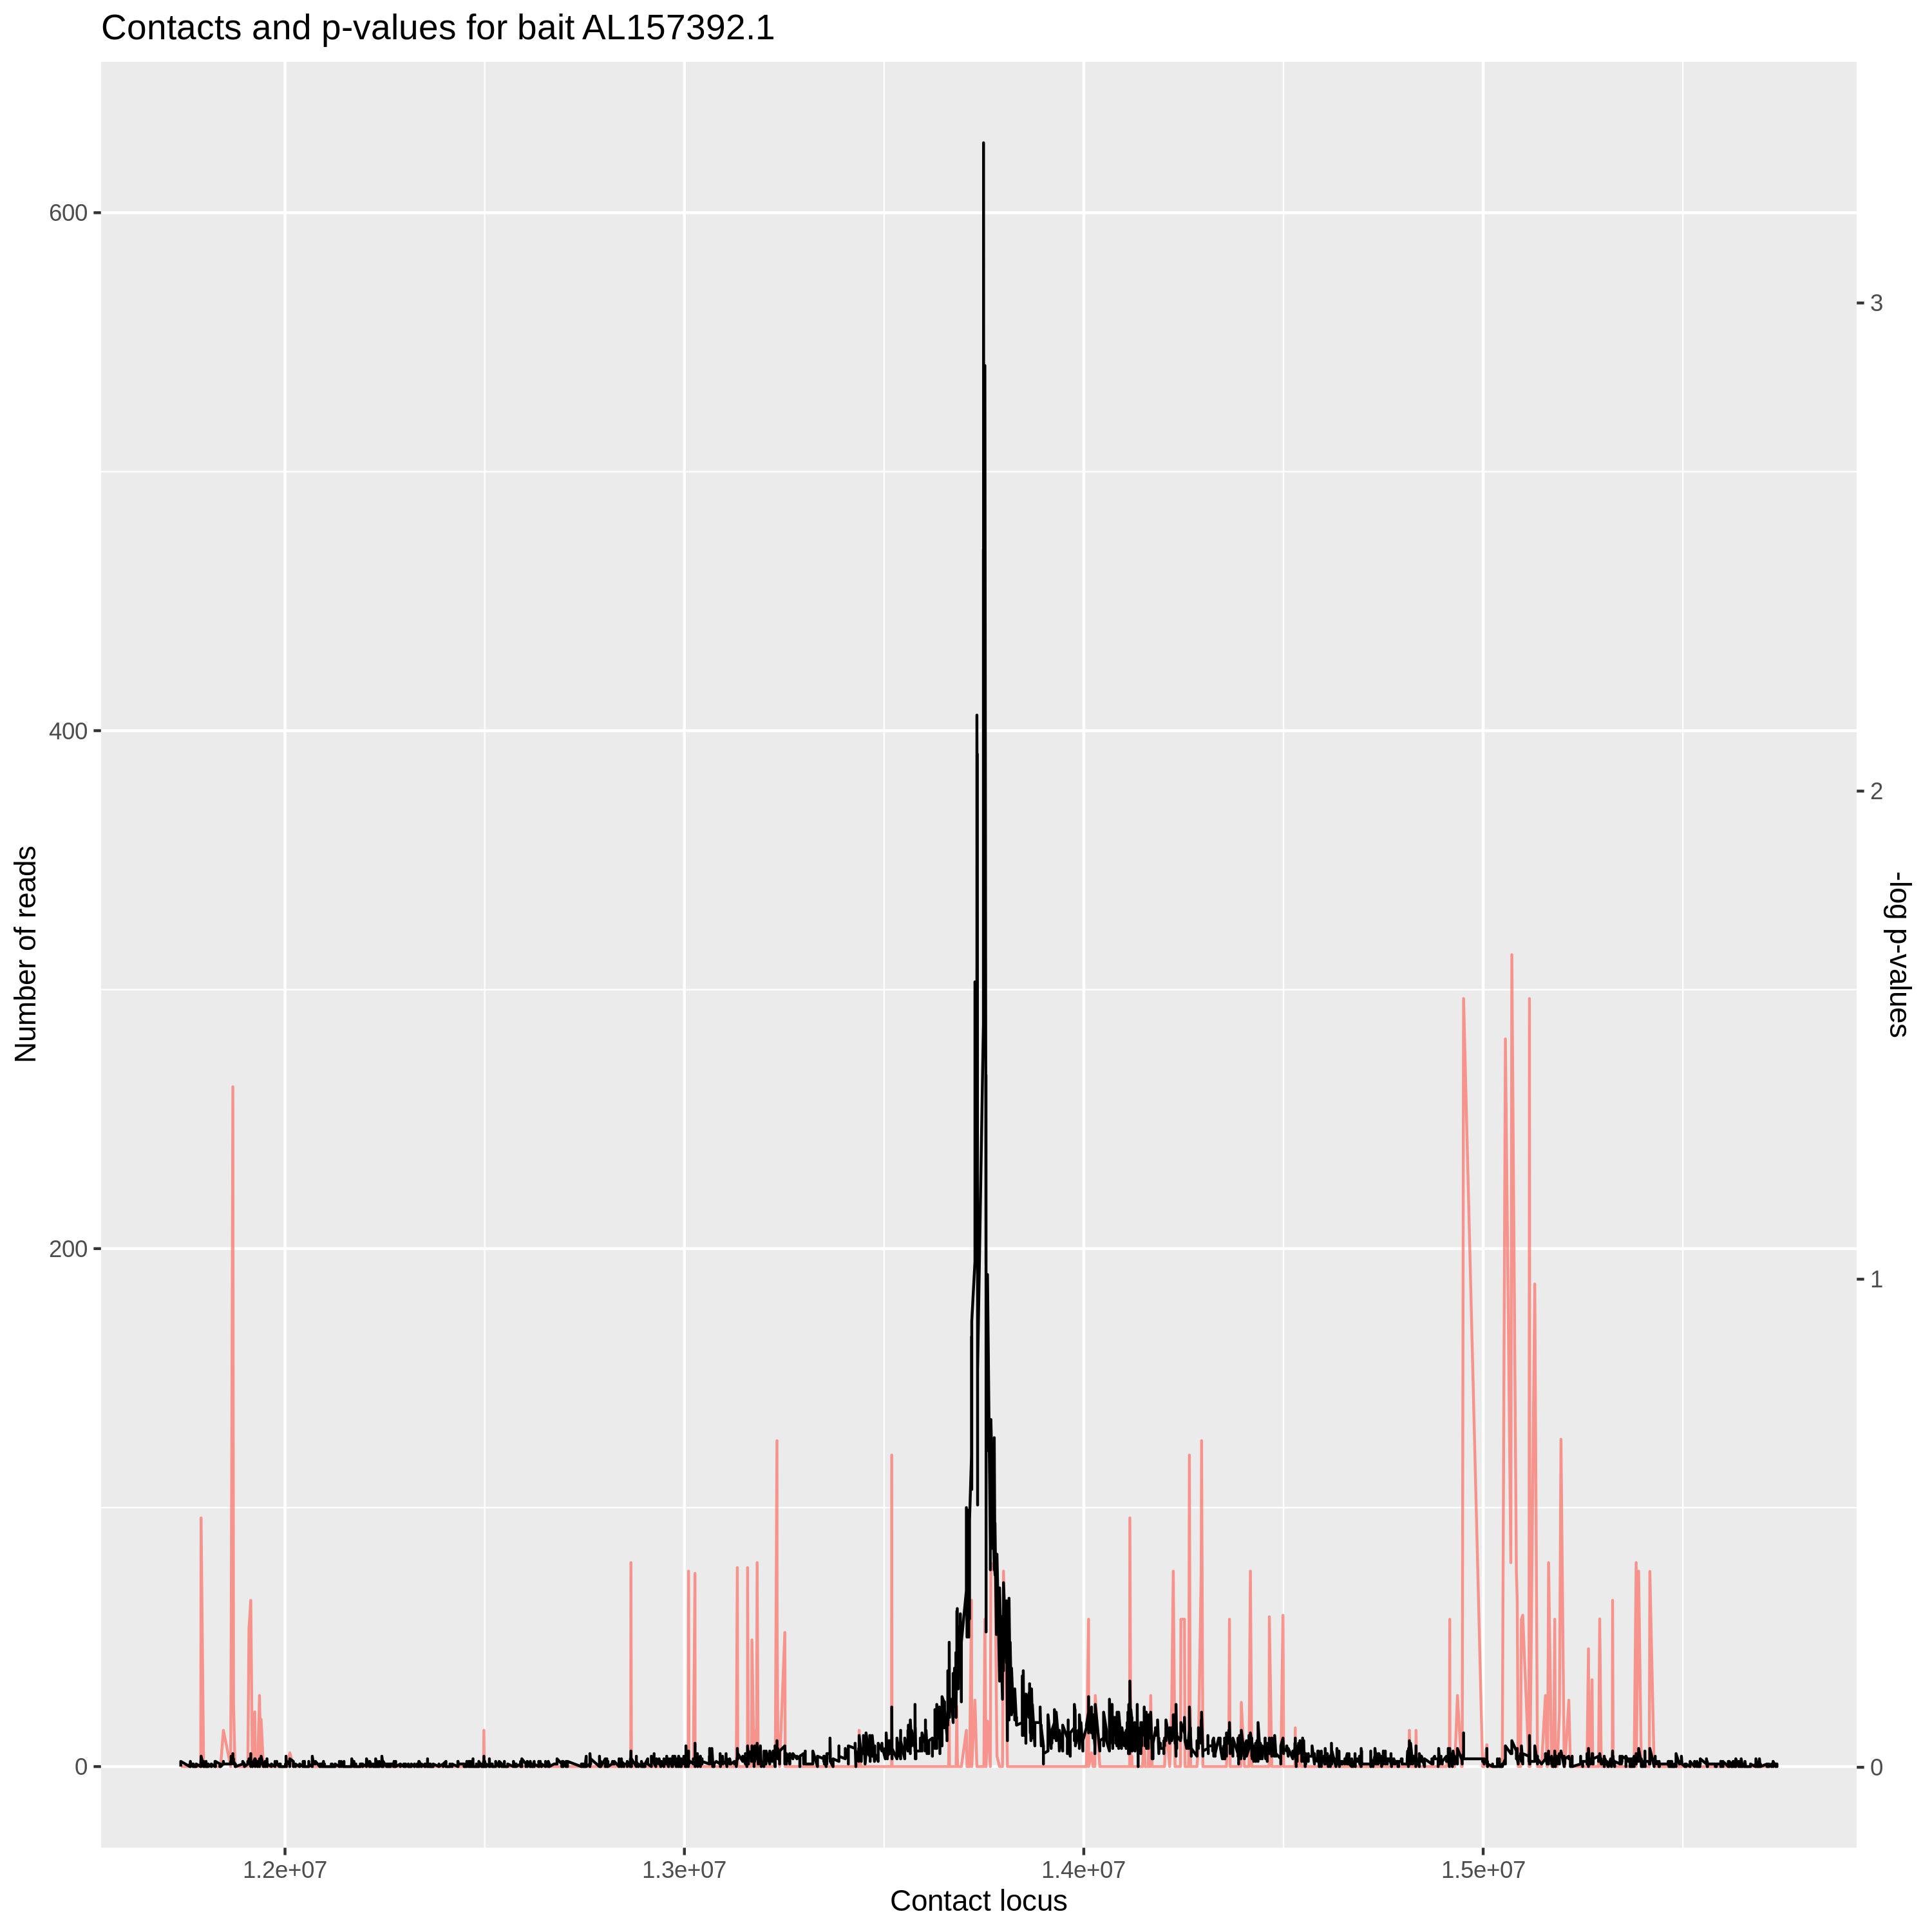 Contacts and p-values for bait AL157392.1
600
400
200
0
Number of reads
3
2
1
0
-log p-values
1.2e+07 1.3e+07 1.4e+07 1.5e+07
Contact locus